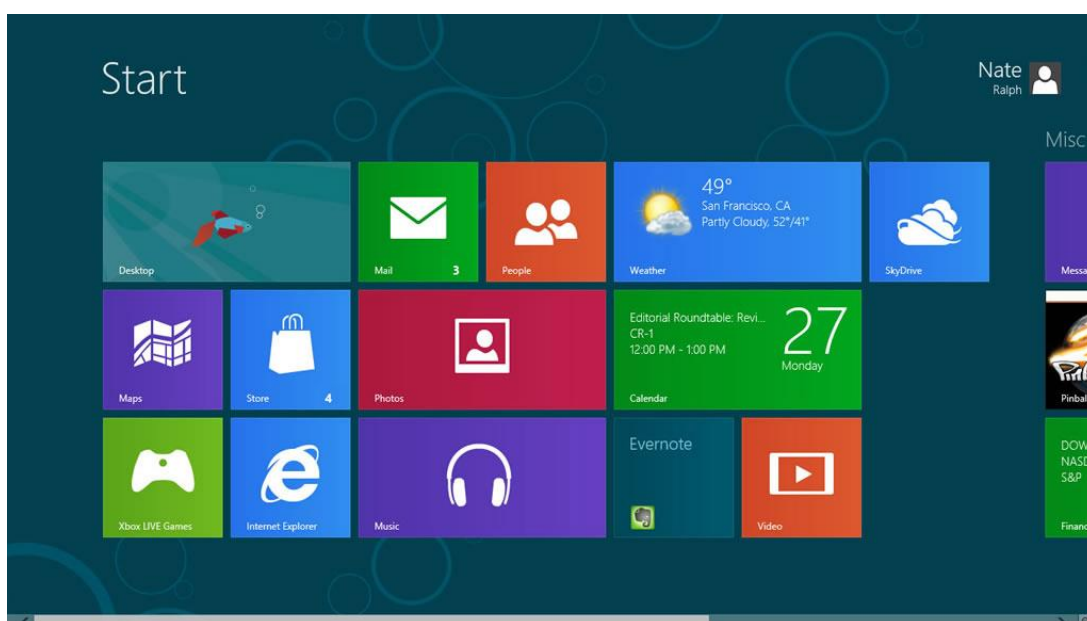 Start
Nate
Ralph
Misc
Desktop
Mail 3
People
49°
San Francisco, CA
Partly Cloudy, 52°/41°
Weather
SkyDrive
Messa
Maps
Store 4
Photos
Editorial Roundtable: Revi...
CR-1
12:00 PM - 1:00 PM
27
Monday
Calendar
Pinbal
Xbox LIVE Games
Internet Explorer
Music
Evernote
Video
DOW
NASD
S&P
Financ